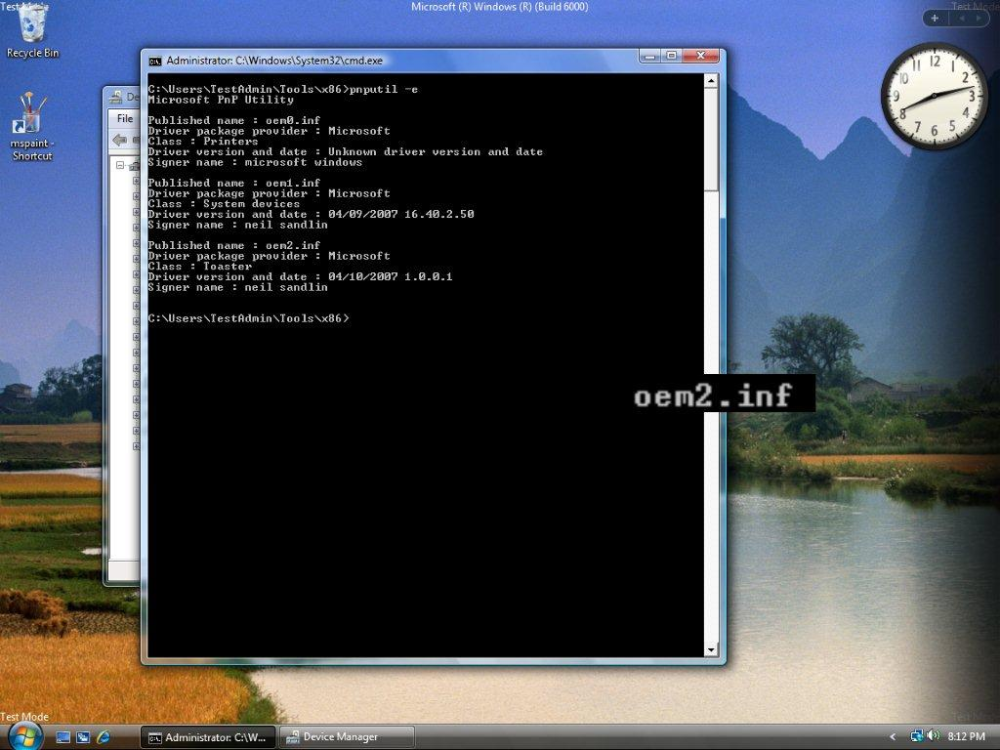 Test Mode
Microsoft (R) Windows (R) (Build 6000)
Test Mode
Recycle Bin
mspaint - Shortcut
Administrator: C:\Windows\System32\cmd.exe
File
C:\Users\TestAdmin\Tools\x86>pnputil -e
Microsoft PnP Utility
Published name : oem0.inf
Driver package provider : Microsoft
Class : Printers
Driver version and date : Unknown driver version and date
Signer name : microsoft windows
Published name : oem1.inf
Driver package provider : Microsoft
Class : System devices
Driver version and date : 04/09/2007 16.40.2.50
Signer name : neil sandlin
Published name : oem2.inf
Driver package provider : Microsoft
Class : Toaster
Driver version and date : 04/10/2007 1.0.0.1
Signer name : neil sandlin
C:\Users\TestAdmin\Tools\x86>
oem2.inf
12
1
2
3
4
5
6
7
8
9
10
11
Test Mode
Test Mode
Administrator: C:\W...
Device Manager
8:12 PM